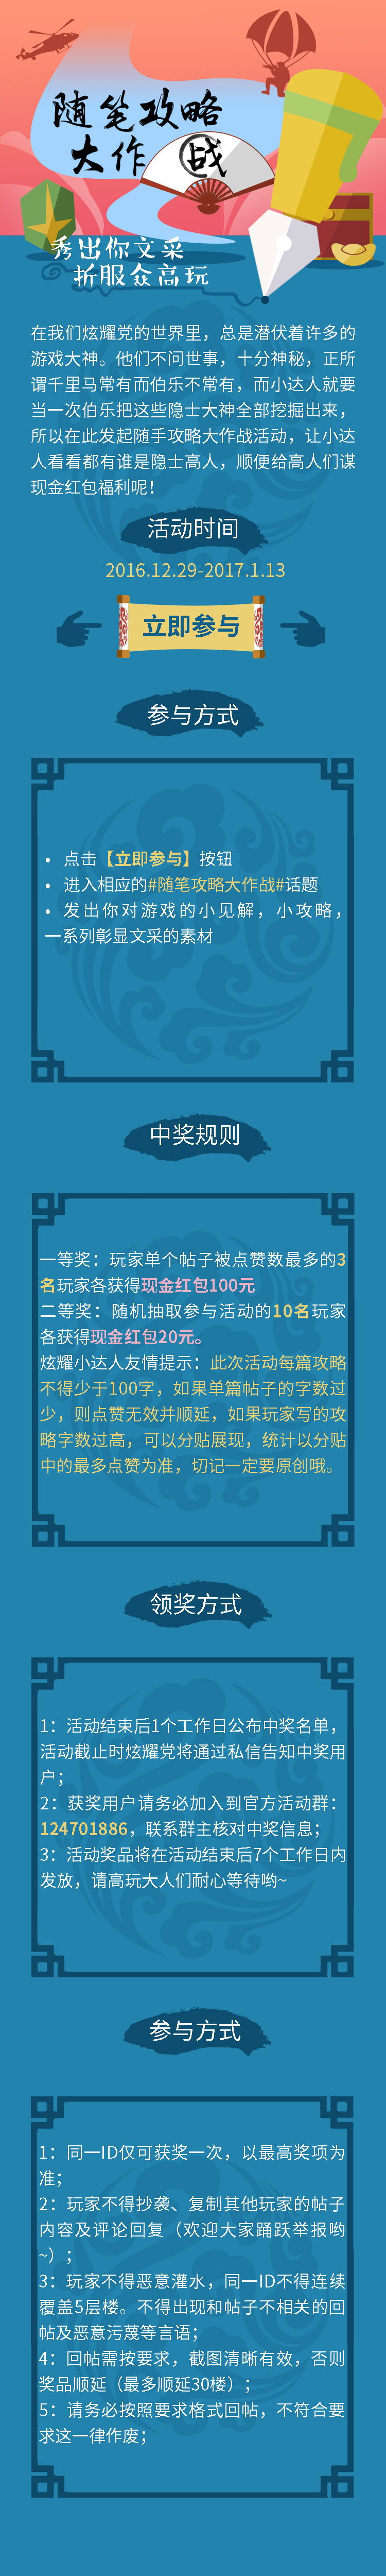 随笔攻略
大作战
秀出你文采
折服众高玩
在我们炫耀党的世界里，总是潜伏着许多的
游戏大神。他们不问世事，十分神秘，正所
谓千里马常有而伯乐不常有，而小达人就要
当一次伯乐把这些隐士大神全部挖掘出来，
所以在此发起随手攻略大作战活动，让小达
人看看都有谁是隐士高人，顺便给高人们谋
现金红包福利呢！
活动时间
2016.12.29-2017.1.13
立即参与
参与方式
• 点击【立即参与】按钮
• 进入相应的#随笔攻略大作战#话题
• 发出你对游戏的小见解，小攻略，
一系列彰显文采的素材
中奖规则
一等奖：玩家单个帖子被点赞数最多的3
名玩家各获得现金红包100元
二等奖：随机抽取参与活动的10名玩家
各获得现金红包20元。
炫耀小达人友情提示：此次活动每篇攻略
不得少于100字，如果单篇帖子的字数过
少，则点赞无效并顺延，如果玩家写的攻
略字数过高，可以分贴展现，统计以分贴
中的最多点赞为准，切记一定要原创哦。
领奖方式
1：活动结束后1个工作日公布中奖名单，
活动截止时炫耀党将通过私信告知中奖用
户；
2：获奖用户请务必加入到官方活动群：
124701886，联系群主核对中奖信息；
3：活动奖品将在活动结束后7个工作日内
发放，请高玩大人们耐心等待哟~
参与方式
1：同一ID仅可获奖一次，以最高奖项为
准；
2：玩家不得抄袭、复制其他玩家的帖子
内容及评论回复（欢迎大家踊跃举报哟
~）；
3：玩家不得恶意灌水，同一ID不得连续
覆盖5层楼。不得出现和帖子不相关的回
帖及恶意污蔑等言语；
4：回帖需按要求，截图清晰有效，否则
奖品顺延（最多顺延30楼）；
5：请务必按照要求格式回帖，不符合要
求这一律作废；